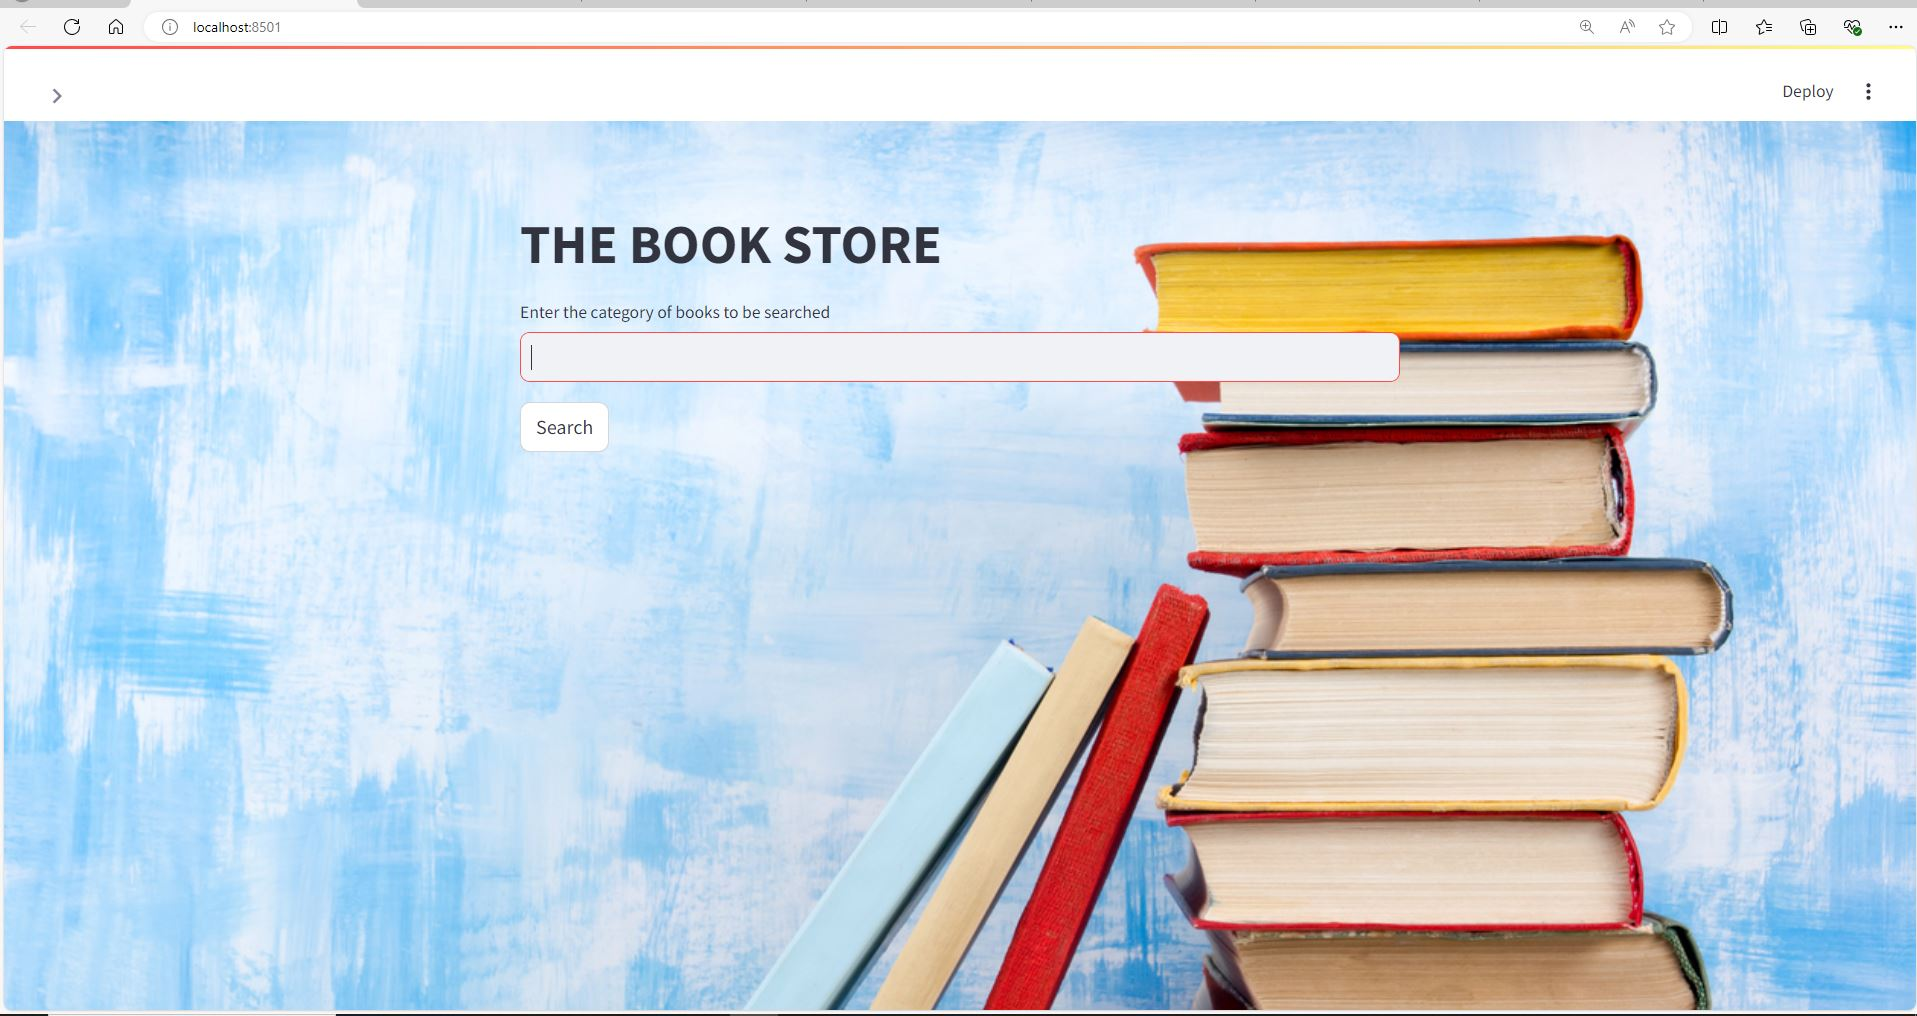 localhost:8501
Deploy
THE BOOK STORE
Enter the category of books to be searched
Search